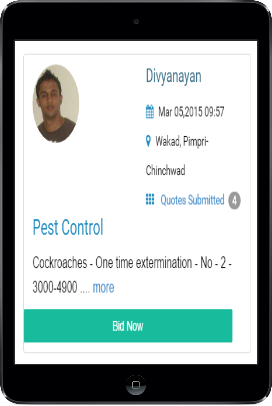 Divyanayan
Mar 05,2015 09:57
Wakad, Pimpri-
Chinchwad
Quotes Submitted 4
Pest Control
Cockroaches - One time extermination - No - 2 -
3000-4900 .... more
Bid Now